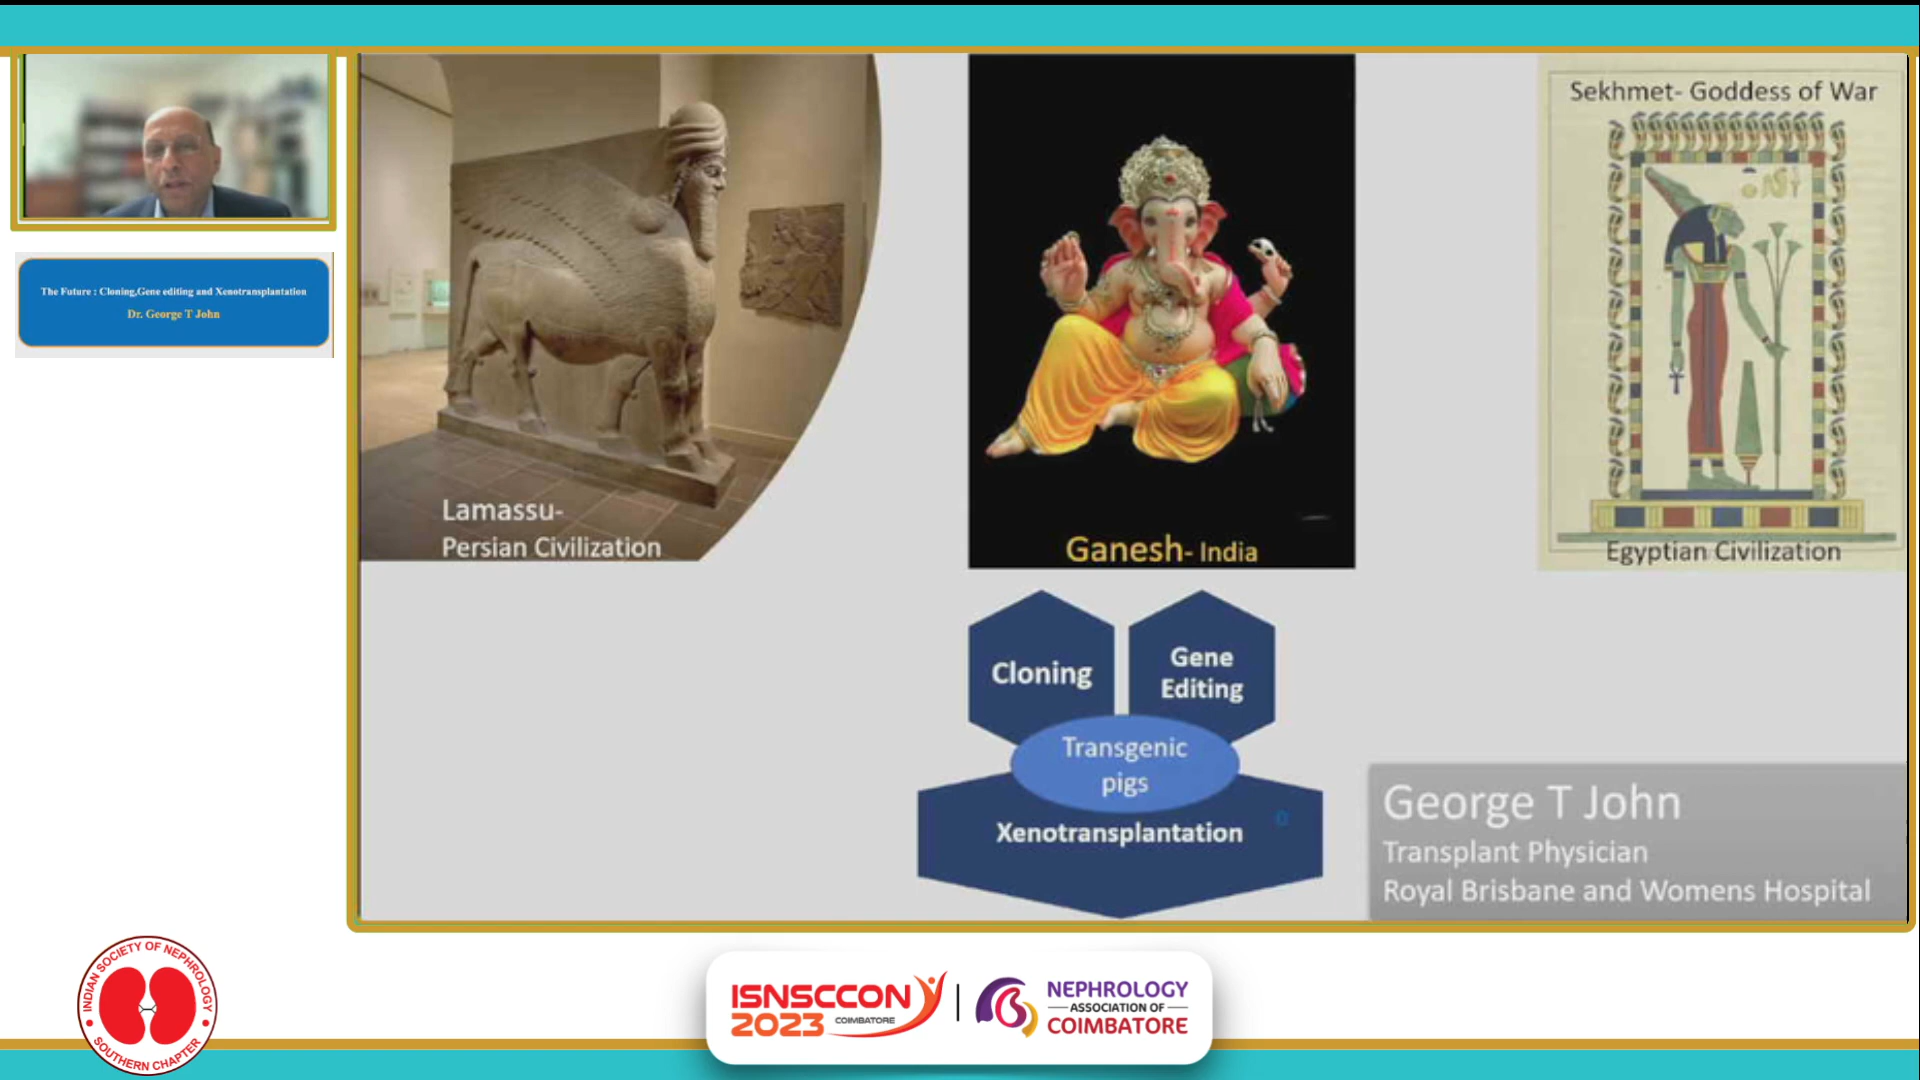 The Future : Cloning,Gene editing and Xenotransplantation
Dr. George T John
Lamassu-
Persian Civilization
Ganesh- India
Sekhmet- Goddess of War
Egyptian Civilization
Cloning
Gene
Editing
Transgenic
pigs
Xenotransplantation
George T John
Transplant Physician
Royal Brisbane and Womens Hospital
INDIAN SOCIETY OF NEPHROLOGY
SOUTHERN CHAPTER
ISNSCCON
2023 COIMBATORE
NEPHROLOGY
ASSOCIATION OF
COIMBATORE